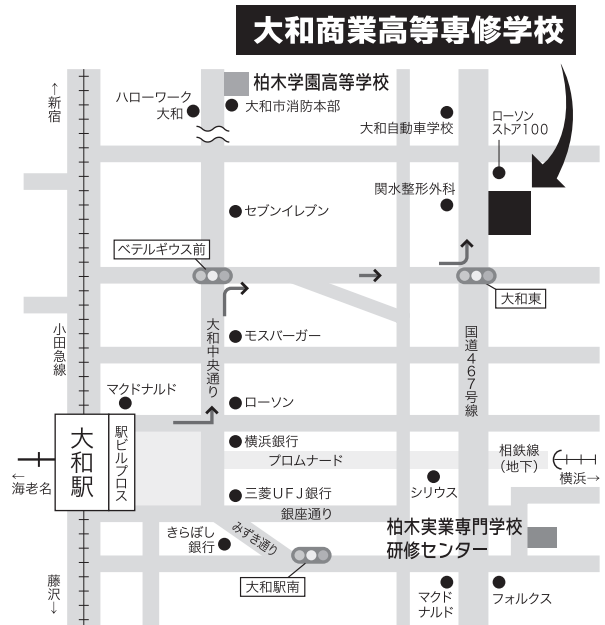 大和商業高等専修学校
柏木学園高等学校
ハローワーク
大和
大和市消防本部
←新宿
大和自動車学校
ローソン
ストア100
関水整形外科
セブンイレブン
ベテルギウス前
大和東
小田急線
大和中央通り
モスバーガー
国道467号線
マクドナルド
ローソン
大和駅
駅ビルプロス
横浜銀行
プロムナード
相鉄線
(地下)
←
海老名
横浜→
三菱UFJ銀行
シリウス
銀座通り
きらぼし
銀行
みずき通り
柏木実業専門学校
研修センター
藤沢→
大和駅南
マクド
ナルド
フォルクス